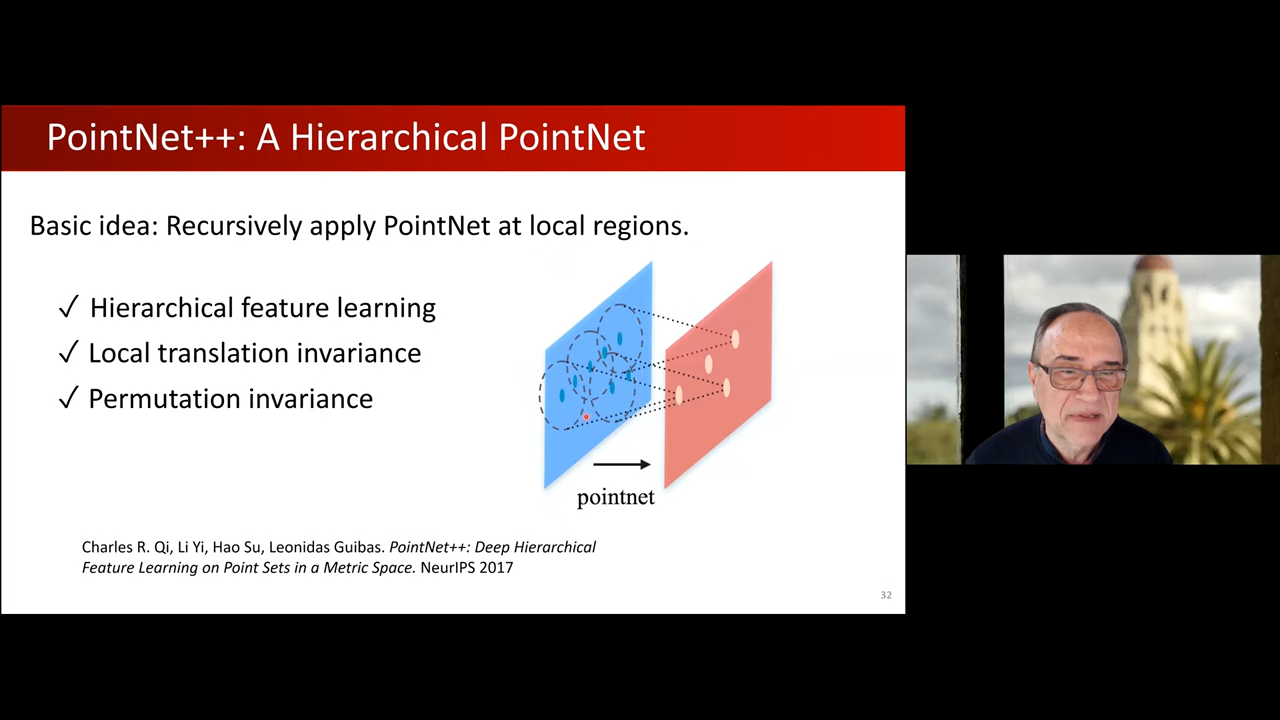 PointNet++: A Hierarchical PointNet
Basic idea: Recursively apply PointNet at local regions.
✓ Hierarchical feature learning
✓ Local translation invariance
✓ Permutation invariance
pointnet
Charles R. Qi, Li Yi, Hao Su, Leonidas Guibas. PointNet++: Deep Hierarchical
Feature Learning on Point Sets in a Metric Space. NeurIPS 2017
32